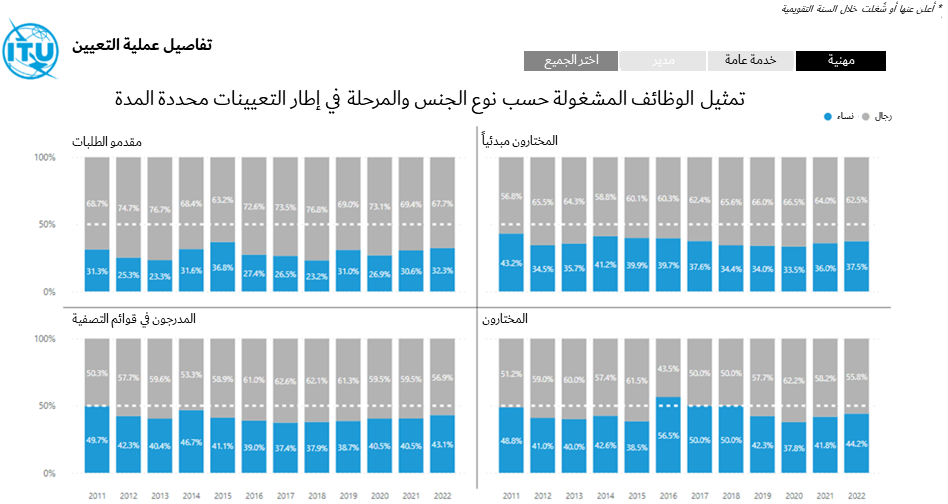 * أعلن عنها أو شُغلت خلال السنة التقويمية
ITU
تفاصيل عملية التعيين
مهنية خدمة عامة مدير اختر الجميع
تمثيل الوظائف المشغولة حسب نوع الجنس والمرحلة في إطار التعيينات محددة المدة
رجال نساء
المختارون مبدئياً
مقدمو الطلبات
100%
68.7% 74.7% 76.7% 68.4% 63.2% 72.6% 73.5% 76.8% 69.0% 73.1% 69.4% 67.7%
50%
31.3% 25.3% 23.3% 31.6% 36.8% 27.4% 26.5% 23.2% 31.0% 26.9% 30.6% 32.3%
0%
56.8% 65.5% 64.3% 58.8% 60.1% 60.3% 62.4% 65.6% 66.0% 66.5% 64.0% 62.5%
43.2% 34.5% 35.7% 41.2% 39.9% 39.7% 37.6% 34.4% 34.0% 33.5% 36.0% 37.5%
المختارون
المدرجون في قوائم التصفية
100%
50.3% 57.7% 59.6% 53.3% 58.9% 61.0% 62.6% 62.1% 61.3% 59.5% 59.5% 56.9%
50%
49.7% 42.3% 40.4% 46.7% 41.1% 39.0% 37.4% 37.9% 38.7% 40.5% 40.5% 43.1%
0%
2011 2012 2013 2014 2015 2016 2017 2018 2019 2020 2021 2022
51.2% 59.0% 60.0% 57.4% 61.5% 43.5% 50.0% 50.0% 57.7% 62.2% 58.2% 55.8%
48.8% 41.0% 40.0% 42.6% 38.5% 56.5% 50.0% 50.0% 42.3% 37.8% 41.8% 44.2%
2011 2012 2013 2014 2015 2016 2017 2018 2019 2020 2021 2022